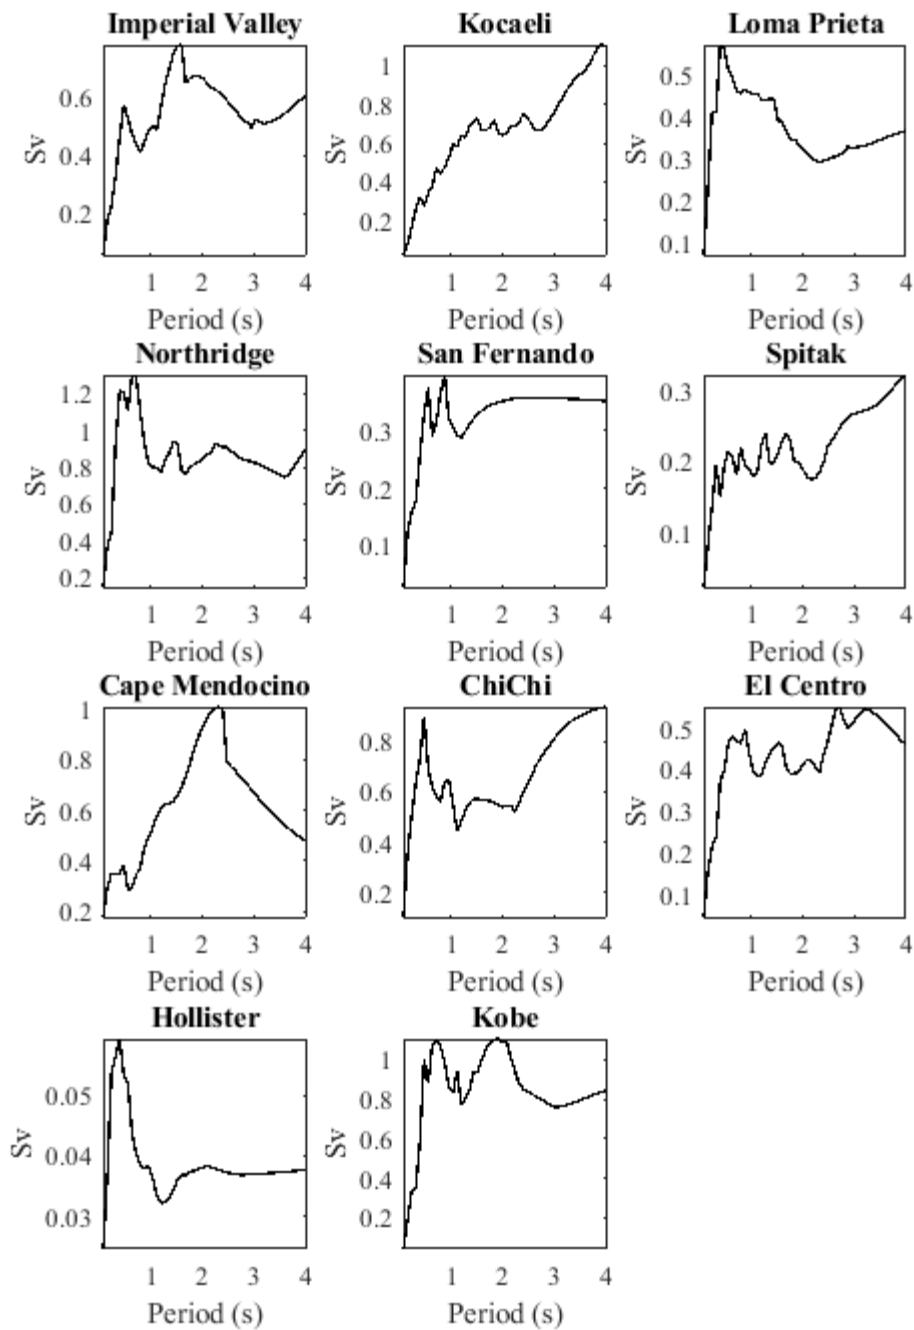 Imperial Valley
Sv
0.6
0.4
0.2
1 2 3 4
Period (s)
Kocaeli
Sv
1
0.8
0.6
0.4
0.2
1 2 3 4
Period (s)
Loma Prieta
Sv
0.5
0.4
0.3
0.2
0.1
1 2 3 4
Period (s)
Northridge
Sv
1.2
1
0.8
0.6
0.4
0.2
1 2 3 4
Period (s)
San Fernando
Sv
0.3
0.2
0.1
1 2 3 4
Period (s)
Spitak
Sv
0.3
0.2
0.1
1 2 3 4
Period (s)
Cape Mendocino
Sv
1
0.8
0.6
0.4
0.2
1 2 3 4
Period (s)
ChiChi
Sv
0.8
0.6
0.4
0.2
1 2 3 4
Period (s)
El Centro
Sv
0.5
0.4
0.3
0.2
0.1
1 2 3 4
Period (s)
Hollister
Sv
0.05
0.04
0.03
1 2 3 4
Period (s)
Kobe
Sv
1
0.8
0.6
0.4
0.2
1 2 3 4
Period (s)